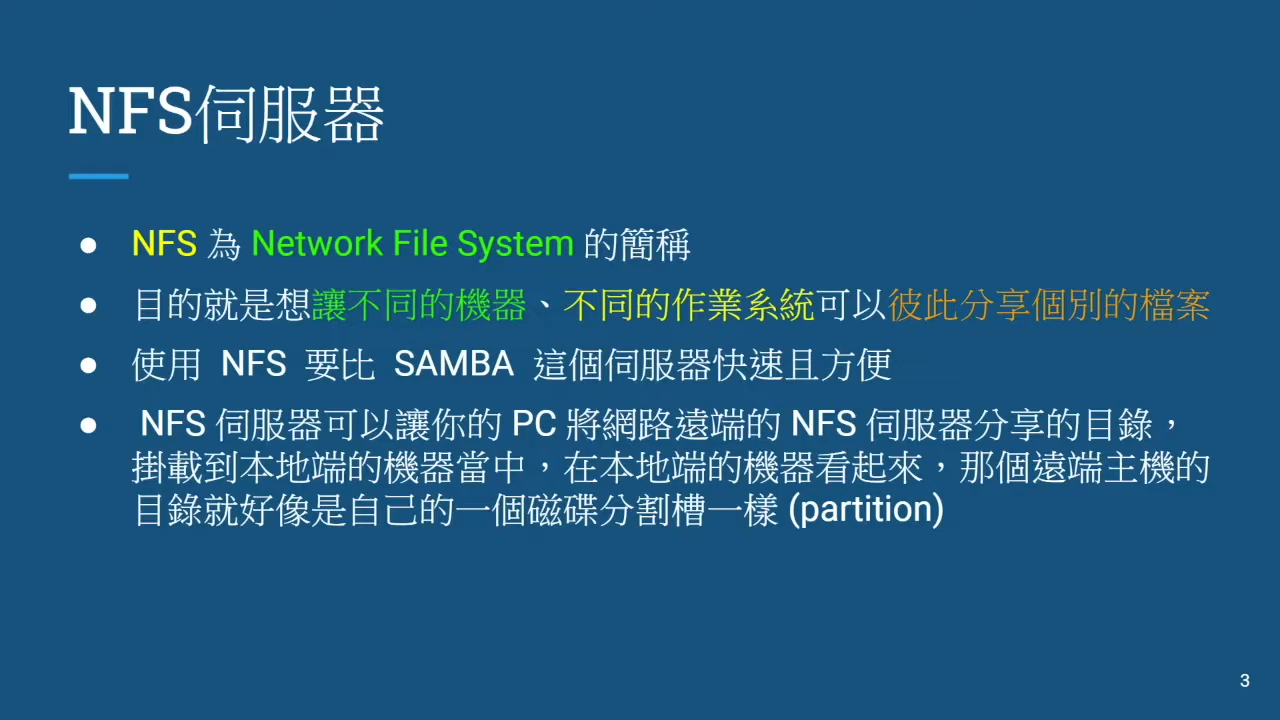 NFS伺服器
● NFS 為 Network File System 的簡稱
● 目的就是想讓不同的機器、不同的作業系統可以彼此分享個別的檔案
● 使用 NFS 要比 SAMBA 這個伺服器快速且方便
● NFS 伺服器可以讓你的 PC 將網路遠端的 NFS 伺服器分享的目錄，
掛載到本地端的機器當中，在本地端的機器看起來，那個遠端主機的
目錄就好像是自己的一個磁碟分割槽一樣 (partition)
3